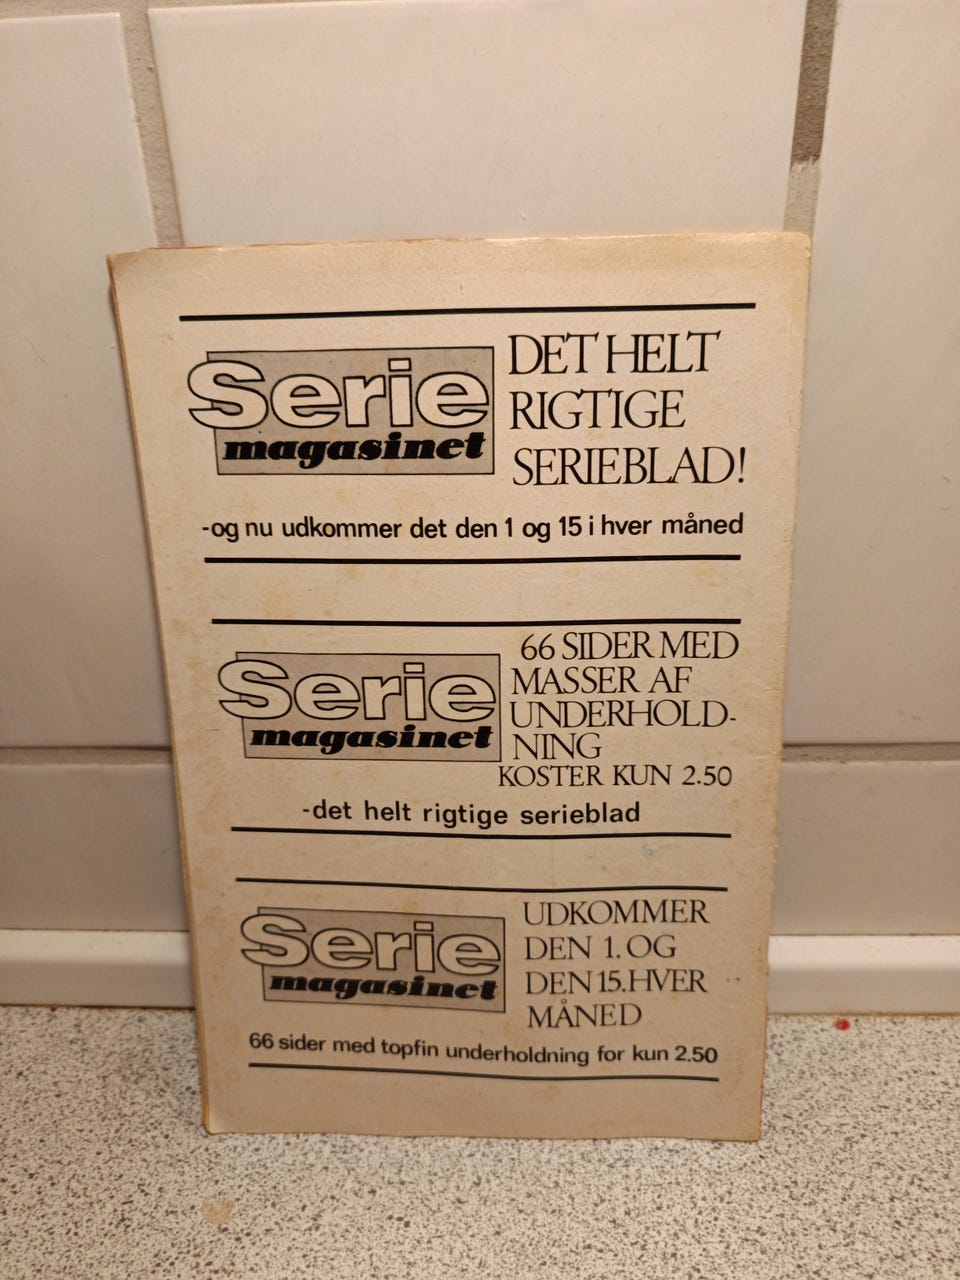 Serie
magasinet
DET HELT
RIGTIGE
SERIEBLAD!
-og nu udkommer det den 1 og 15 i hver måned
Serie
magasinet
66 SIDER MED
MASSER AF
UNDERHOLD-
NING
KOSTER KUN 2.50
-det helt rigtige serieblad
Serie
magasinet
UDKOMMER
DEN 1. OG
DEN 15. HVER
MÅNED
66 sider med topfin underholdning for kun 2.50